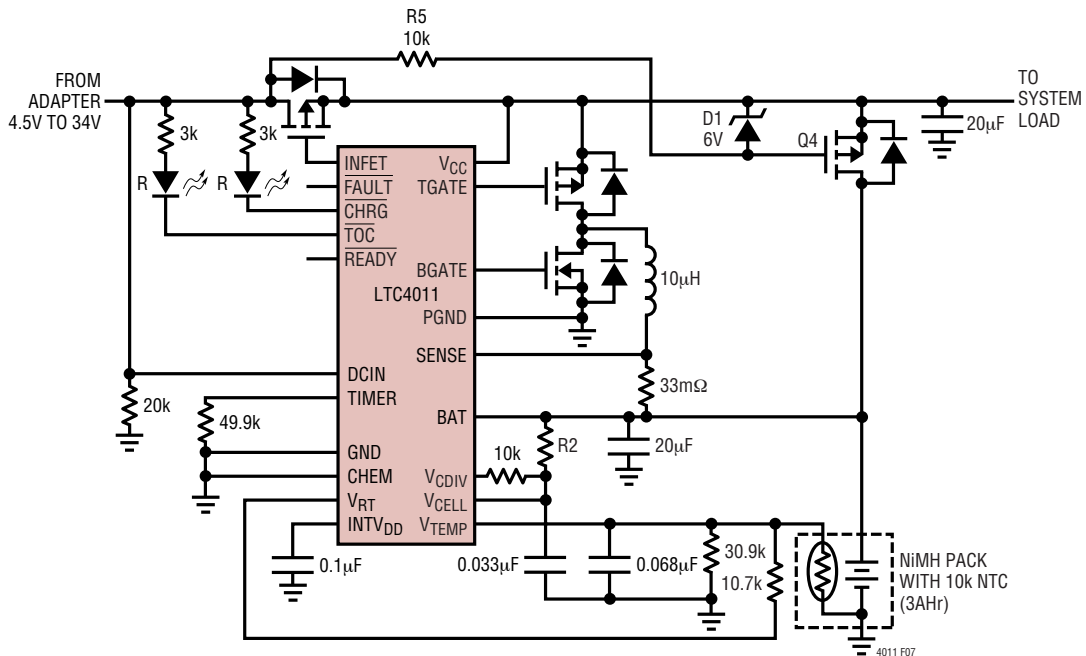 R5
10k
FROM
ADAPTER
4.5V TO 34V
TO
SYSTEM
LOAD
3k
3k
D1
6V
Q4
20µF
R
R
INFET
FAULT
CHRG
TOC
READY
VCC
TGATE
BGATE
LTC4011
PGND
SENSE
10µH
33mΩ
DCIN
TIMER
20k
49.9k
BAT
GND
CHEM
VRT
INTVDD
R2
20µF
10k
VCDIV
VCELL
VTEMP
0.1µF
0.033µF
0.068µF
30.9k
10.7k
NiMH PACK
WITH 10k NTC
(3AHr)
4011 F07